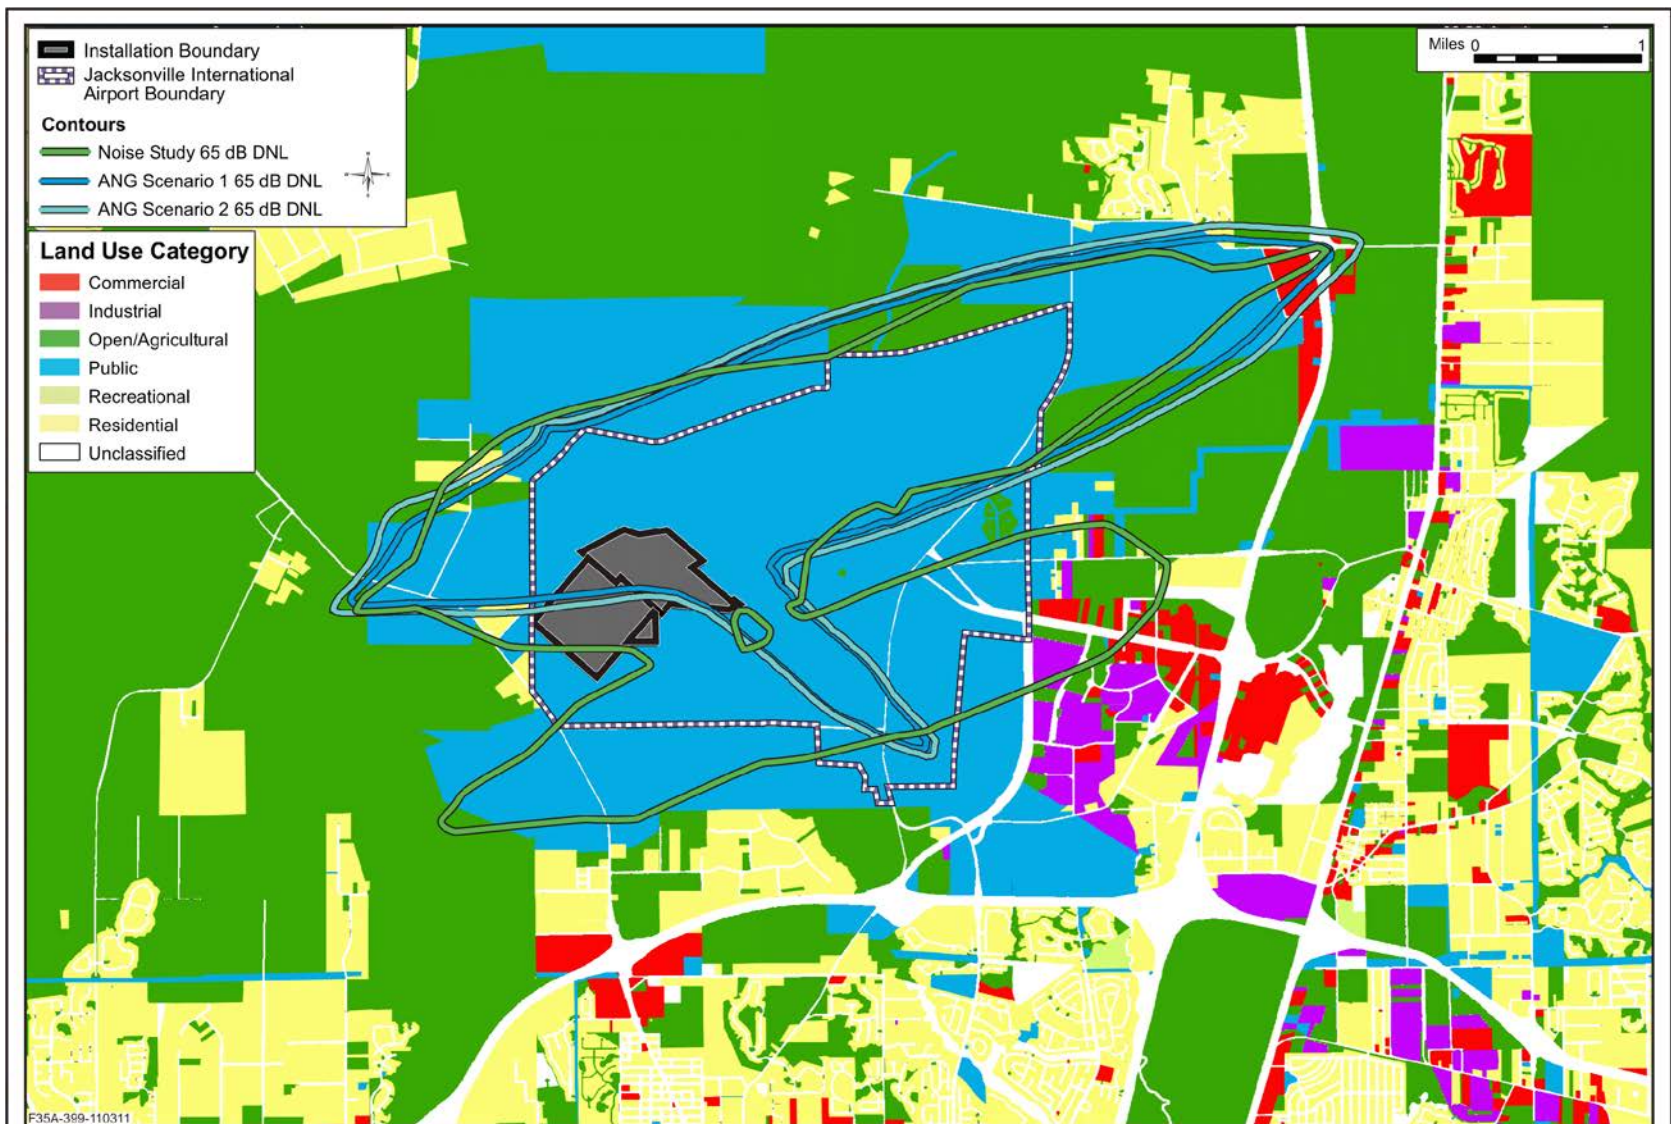 Installation Boundary
Jacksonville International
Airport Boundary
Contours
Noise Study 65 dB DNL
ANG Scenario 1 65 dB DNL
ANG Scenario 2 65 dB DNL
Land Use Category
Commercial
Industrial
Open/Agricultural
Public
Recreational
Residential
Unclassified
Miles 0 1
F35A-399-110311